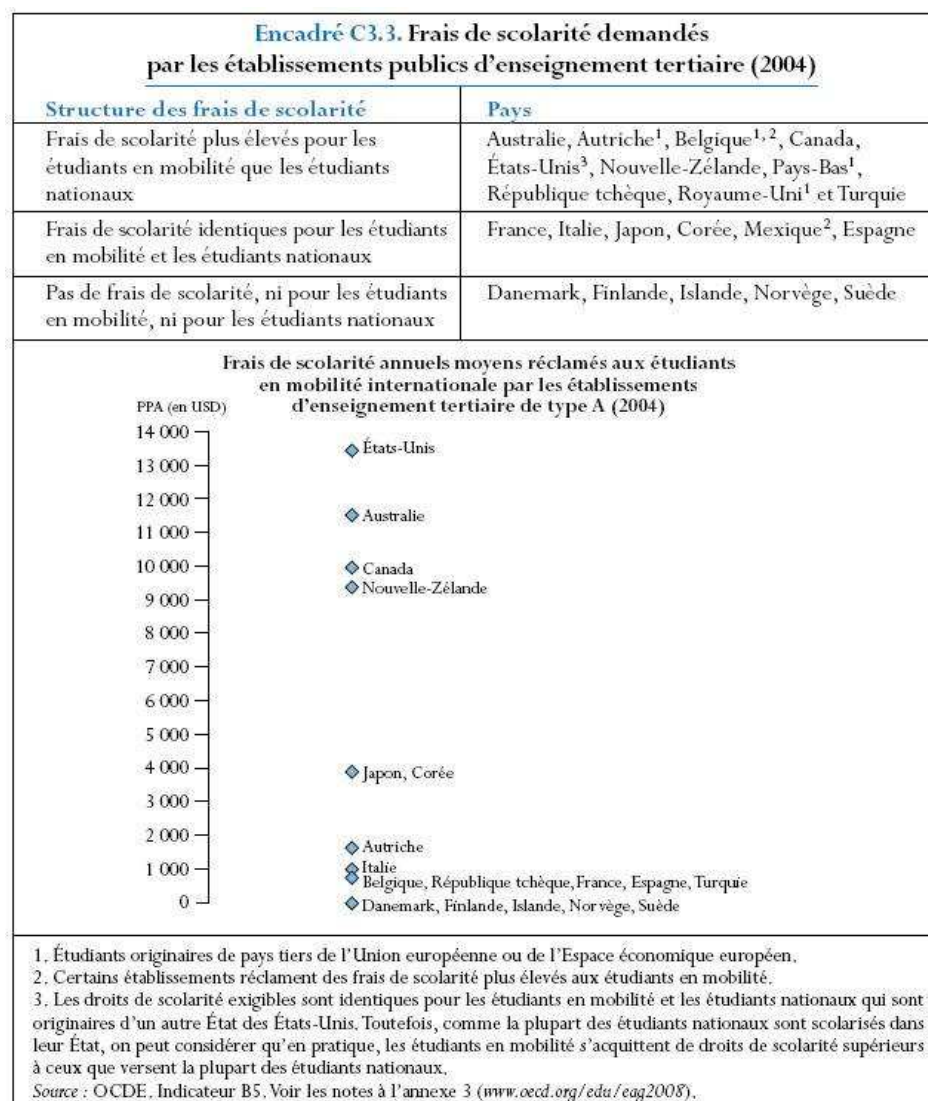 Encadré C3.3. Frais de scolarité demandés
par les établissements publics d'enseignement tertiaire (2004)
Structure des frais de scolarité
Pays
Frais de scolarité plus élevés pour les
étudiants en mobilité que les étudiants
nationaux
Australie, Autriche¹, Belgique¹,², Canada,
États-Unis³, Nouvelle-Zélande, Pays-Bas¹,
République tchèque, Royaume-Uni¹ et Turquie
Frais de scolarité identiques pour les étudiants
en mobilité et les étudiants nationaux
France, Italie, Japon, Corée, Mexique², Espagne
Pas de frais de scolarité, ni pour les étudiants
en mobilité, ni pour les étudiants nationaux
Danemark, Finlande, Islande, Norvège, Suède
Frais de scolarité annuels moyens réclamés aux étudiants
en mobilité internationale par les établissements
d'enseignement tertiaire de type A (2004)
PPA (en USD)
14 000
États-Unis
13 000
12 000
Australie
11 000
10 000
Canada
Nouvelle-Zélande
9 000
8 000
7 000
6 000
5 000
4 000
Japon, Corée
3 000
2 000
Autriche
1 000
Italie
Belgique, République tchèque, France, Espagne, Turquie
0
Danemark, Finlande, Islande, Norvège, Suède
1. Étudiants originaires de pays tiers de l'Union européenne ou de l'Espace économique européen.
2. Certains établissements réclament des frais de scolarité plus élevés aux étudiants en mobilité.
3. Les droits de scolarité exigibles sont identiques pour les étudiants en mobilité et les étudiants nationaux qui sont
originaires d'un autre État des États-Unis. Toutefois, comme la plupart des étudiants nationaux sont scolarisés dans
leur État, on peut considérer qu'en pratique, les étudiants en mobilité s'acquittent de droits de scolarité supérieurs
à ceux que versent la plupart des étudiants nationaux.
Source : OCDE. Indicateur B5. Voir les notes à l'annexe 3 (www.oecd.org/edu/eag2008).